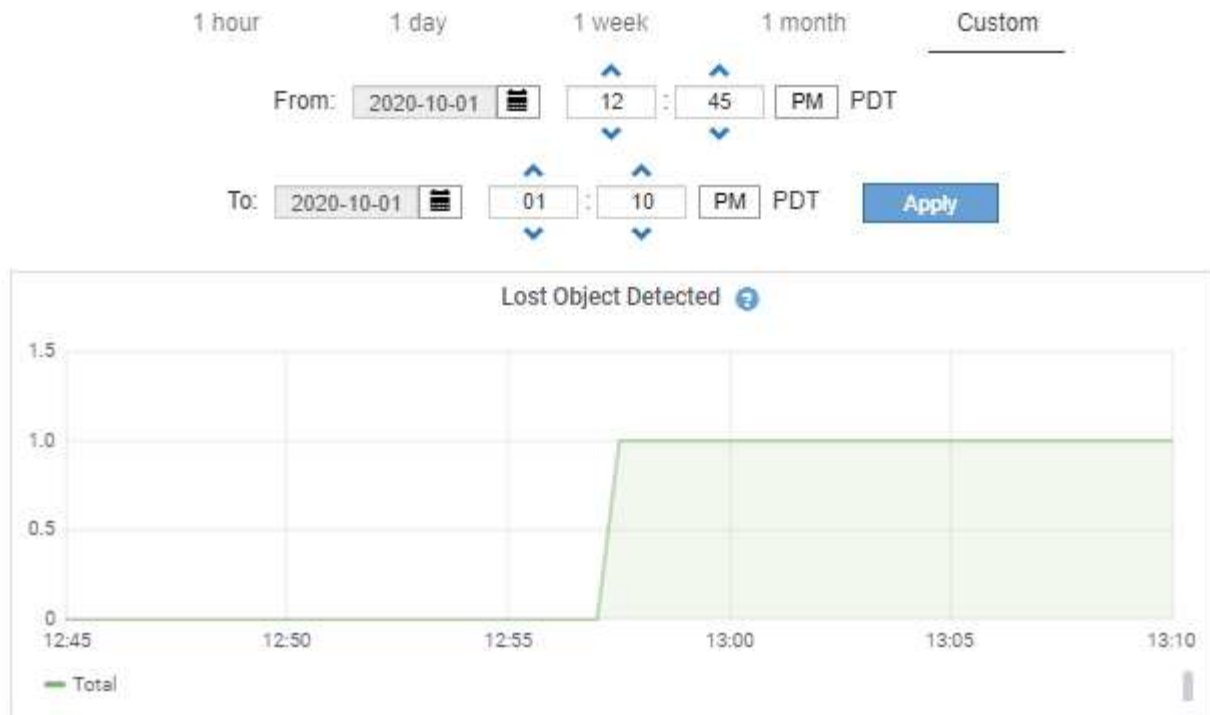 1 hour 1 day 1 week 1 month Custom
From: 2020-10-01 12 : 45 PM PDT
To: 2020-10-01 01 : 10 PM PDT Apply
Lost Object Detected ?
1.5
1.0
0.5
0
12:45 12:50 12:55 13:00 13:05 13:10
Total